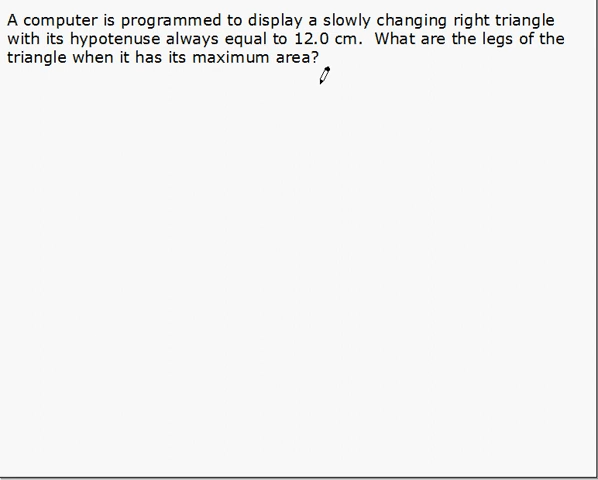 A computer is programmed to display a slowly changing right triangle
with its hypotenuse always equal to 12.0 cm.  What are the legs of the
triangle when it has its maximum area?